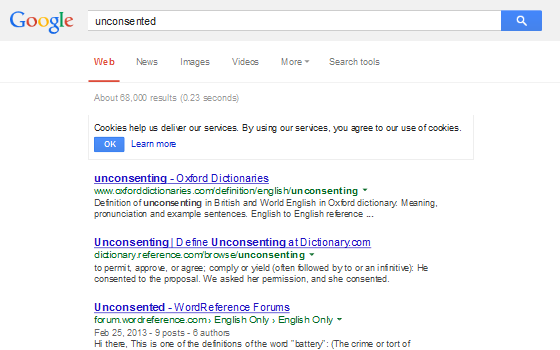 Google unconsented
Web News Images Videos More Search tools
About 68,000 results (0.23 seconds)
Cookies help us deliver our services. By using our services, you agree to our use of cookies.
OK Learn more
unconsenting - Oxford Dictionaries
www.oxforddictionaries.com/definition/english/unconsenting
Definition of unconsenting in British and World English in Oxford dictionary. Meaning,
pronunciation and example sentences. English to English reference ...
Unconsenting | Define Unconsenting at Dictionary.com
dictionary.reference.com/browse/unconsenting
to permit, approve, or agree; comply or yield (often followed by to or an infinitive): He
consented to the proposal. We asked her permission, and she consented.
Unconsented - WordReference Forums
forum.wordreference.com › English Only › English Only
Feb 25, 2013 - 9 posts - 6 authors
Hi there, This is one of the definitions of the word "battery": (The crime or tort of